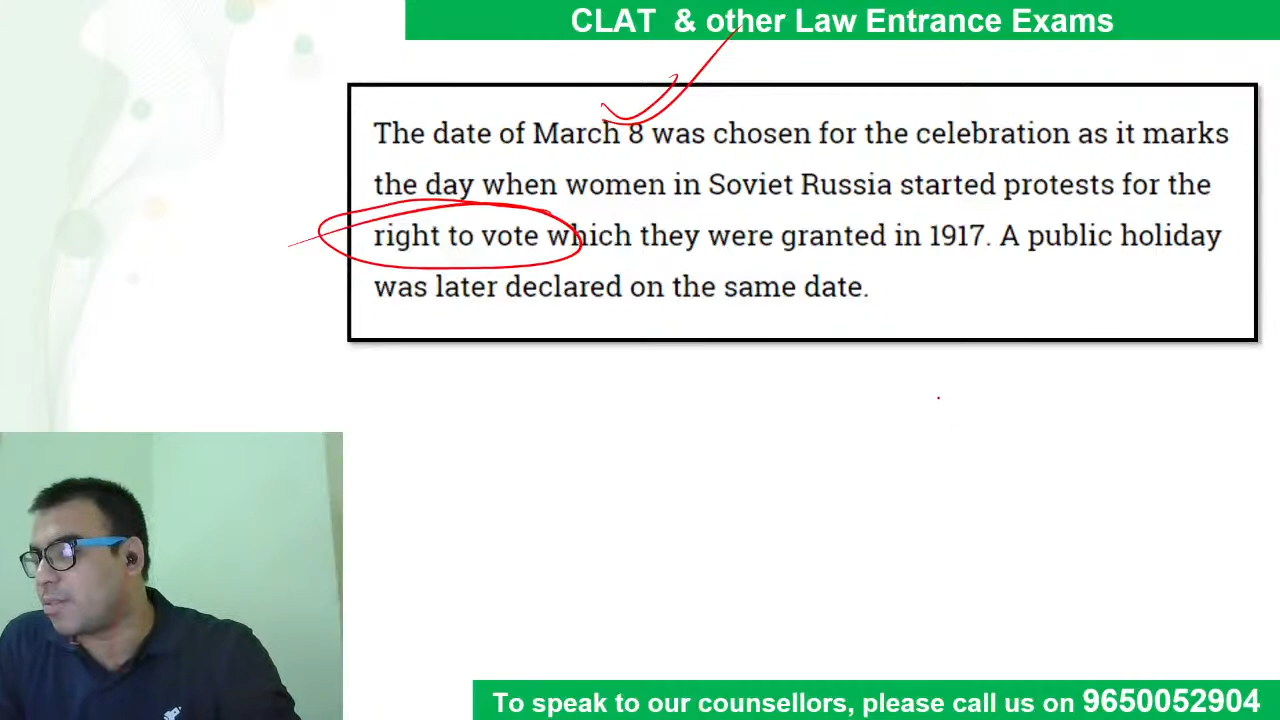 CLAT & other Law Entrance Exams
The date of March 8 was chosen for the celebration as it marks
the day when women in Soviet Russia started protests for the
right to vote which they were granted in 1917. A public holiday
was later declared on the same date.
To speak to our counsellors, please call us on 9650052904